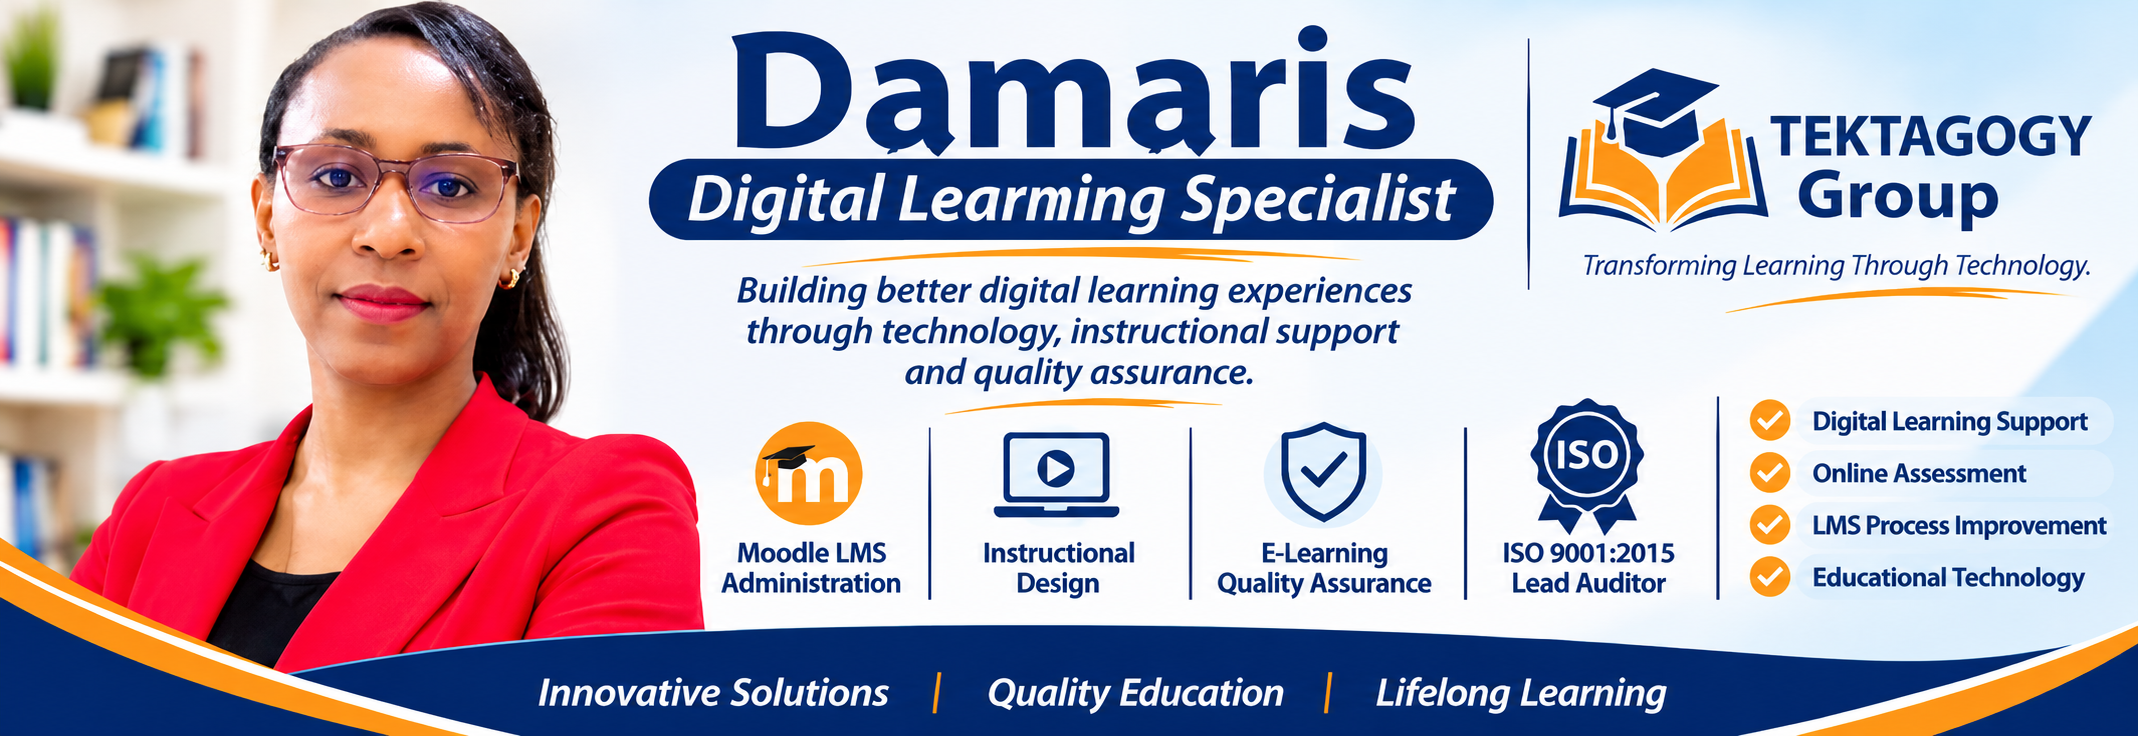 Damaris
Digital Learming Specialist
Building better digital learning experiences
through technology, instructional support
and quality assurance.
TEKTAGOGY
Group
Transforming Learning Through Technology.
m
Moodle LMS
Administration
Instructional
Design
E-Learning
Quality Assurance
ISO
ISO 9001:2015
Lead Auditor
Digital Learning Support
Online Assessment
LMS Process Improvement
Educational Technology
Innovative Solutions | Quality Education | Lifelong Learning